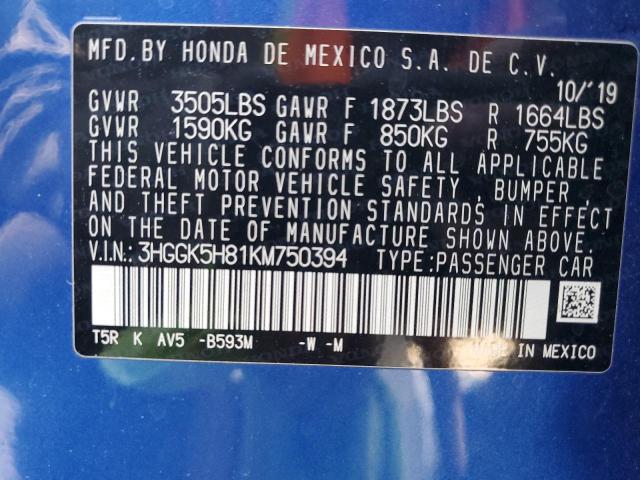 MFD.BY HONDA DE MEXICO S.A. DE C.V.
10/'19
GVWR 3505LBS GAWR F 1873LBS R 1664LBS
GVWR 1590KG GAWR F 850KG R 755KG
THIS VEHICLE CONFORMS TO ALL APPLICABLE
FEDERAL MOTOR VEHICLE SAFETY , BUMPER ,
AND THEFT PREVENTION STANDARDS IN EFFECT
ON THE DATE OF MANUFACTURE SHOWN ABOVE.
V.I.N.: 3HGGK5H81KM750394 TYPE:PASSENGER CAR
T5R K AV5 -B593M -W -M MADE IN MEXICO